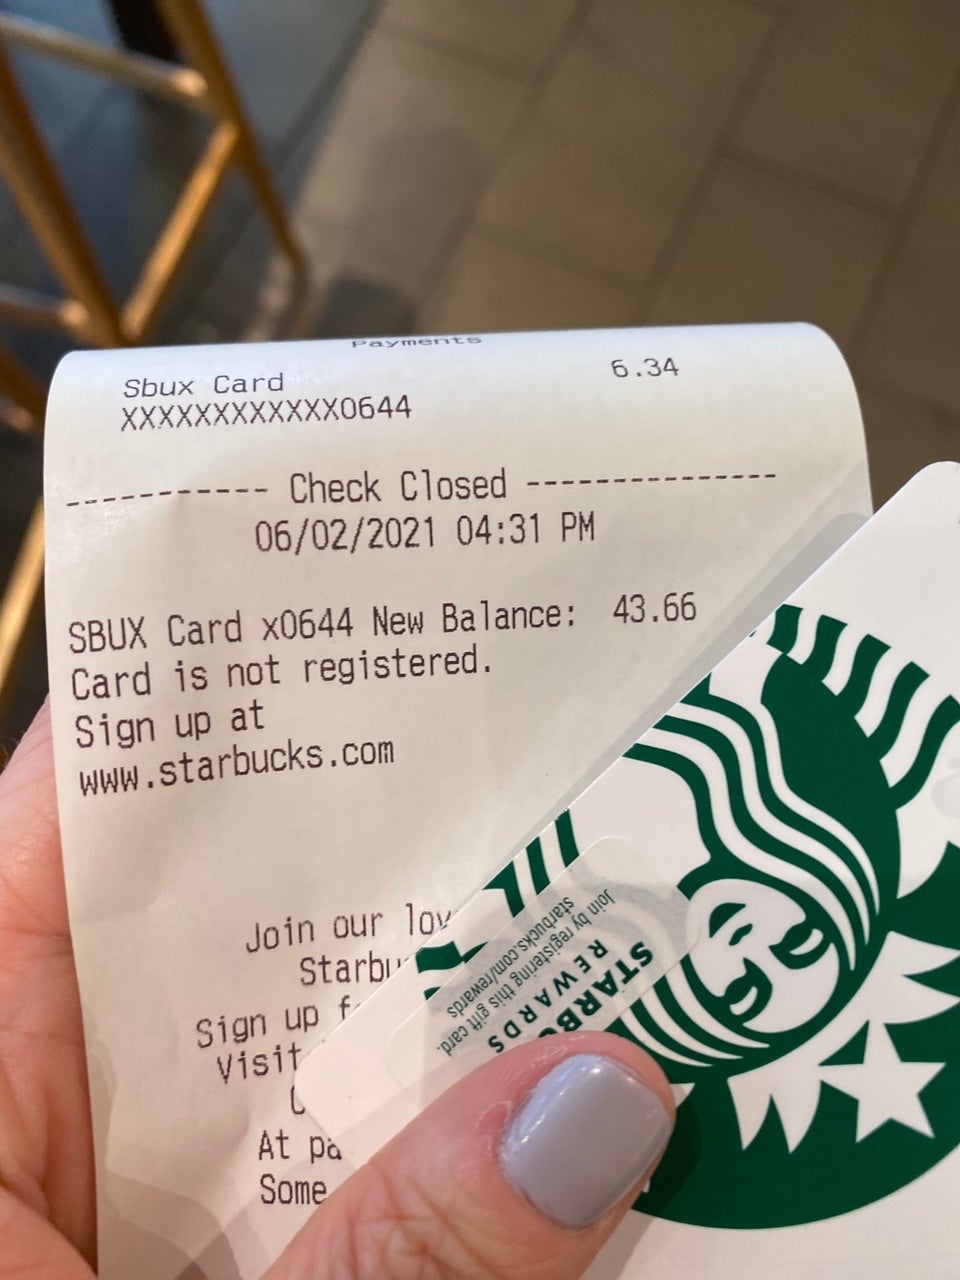 Payments
Sbux Card 6.34
XXXXXXXXXXXX0644
----------- Check Closed ---------------
06/02/2021 04:31 PM
SBUX Card x0644 New Balance: 43.66
Card is not registered.
Sign up at
www.starbucks.com
Join our
Sign up
Visit
At
Some
STARBU
REWARDS
Join by registering this gift card.
starbucks.com/rewards